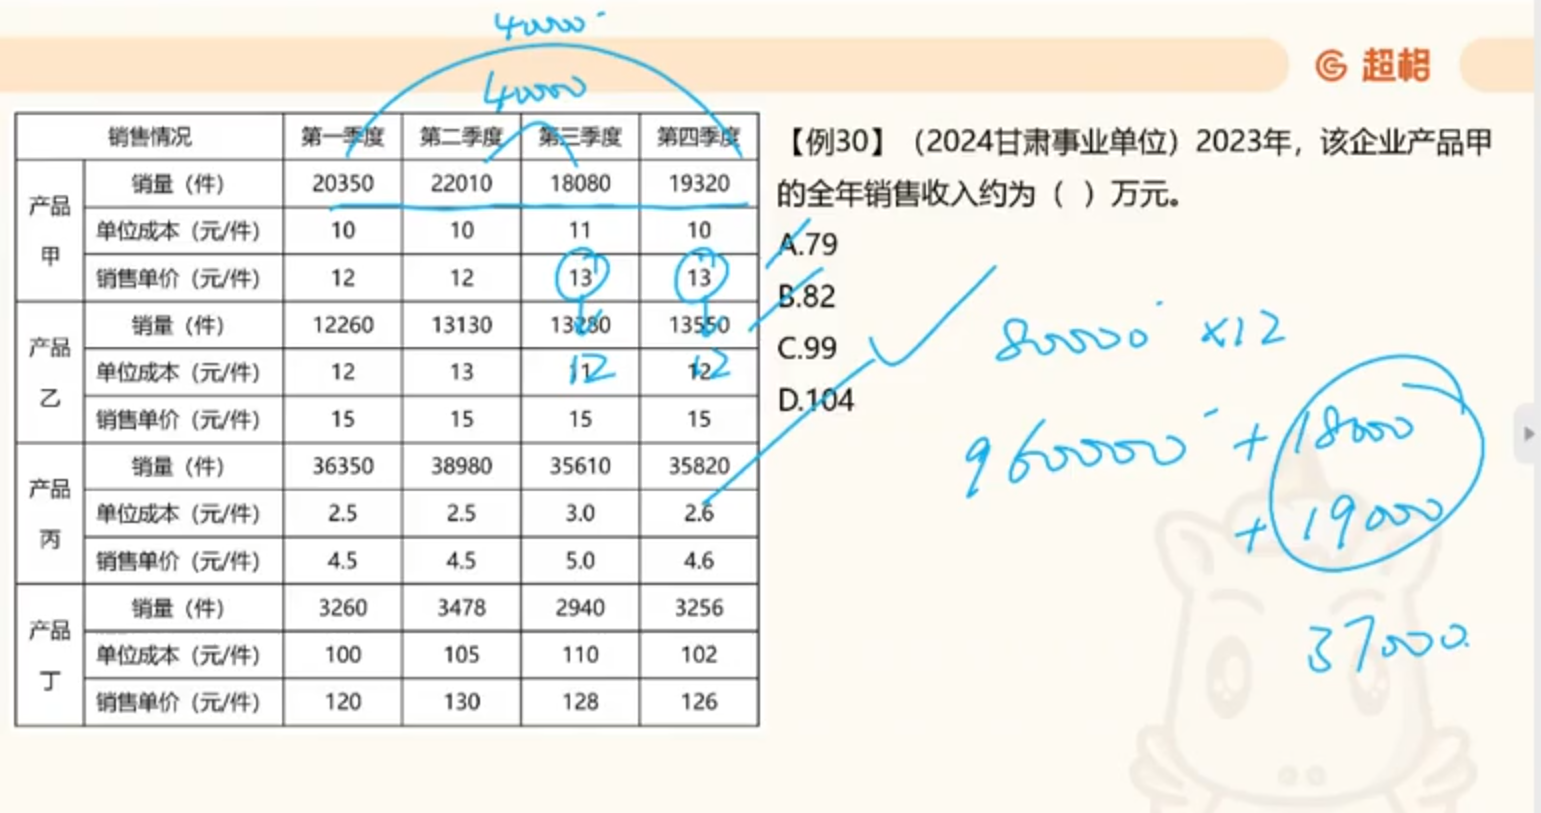 40000
40000
超格
销售情况 第一季度 第二季度 第三季度 第四季度
产品甲 销量（件） 20350 22010 18080 19320
单位成本（元/件） 10 10 11 10
销售单价（元/件） 12 12 13 13
产品乙 销量（件） 12260 13130 13280 13550
12 12
单位成本（元/件） 12 13 11 12
销售单价（元/件） 15 15 15 15
产品丙 销量（件） 36350 38980 35610 35820
单位成本（元/件） 2.5 2.5 3.0 2.6
销售单价（元/件） 4.5 4.5 5.0 4.6
产品丁 销量（件） 3260 3478 2940 3256
单位成本（元/件） 100 105 110 102
销售单价（元/件） 120 130 128 126
【例30】（2024甘肃事业单位）2023年，该企业产品甲
的全年销售收入约为（ ）万元。
A.79
B.82
C.99
D.104
80000 ×12
960000 + 18000
+ 19000
37000